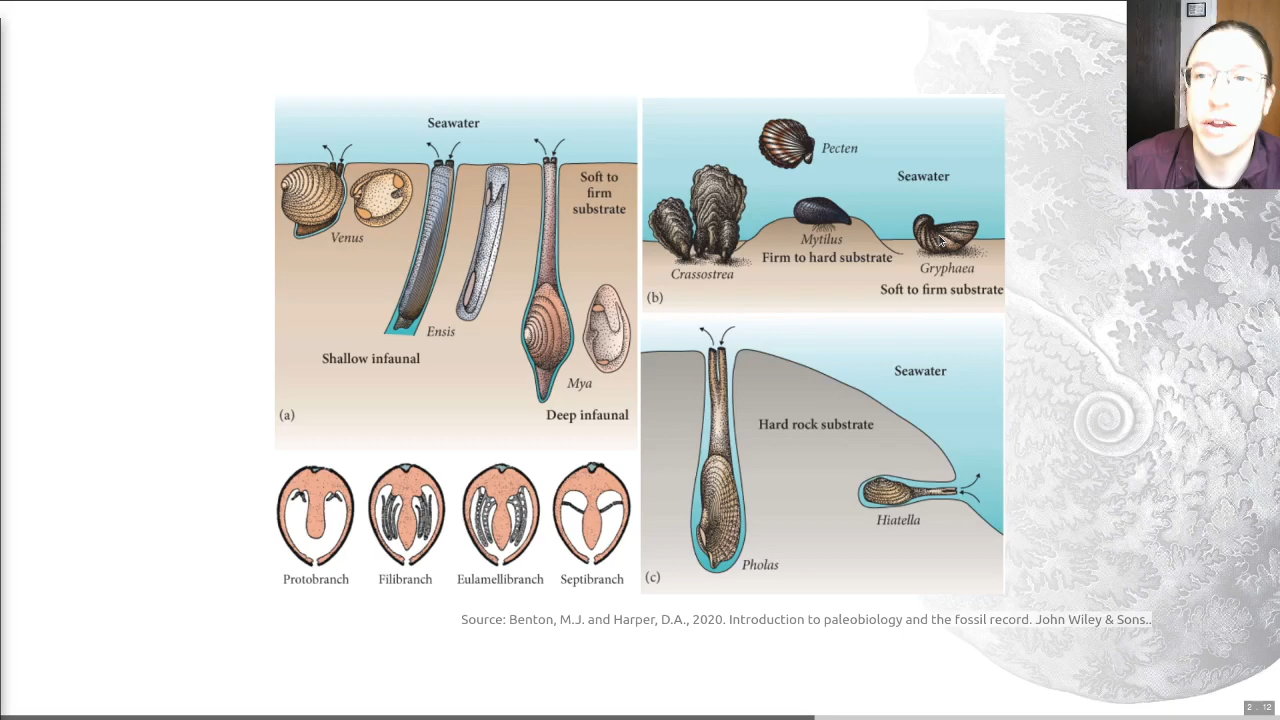 Seawater
Soft to
firm
substrate
Venus
Ensis
Shallow infaunal
Mya
(a)
Deep infaunal
Pecten
Seawater
Mytilus
Firm to hard substrate
Crassostrea
Gryphaea
Soft to firm substrate
(b)
Seawater
Hard rock substrate
Hiatella
Pholas
(c)
Protobranch
Filibranch
Eulamellibranch
Septibranch
Source: Benton, M.J. and Harper, D.A., 2020. Introduction to paleobiology and the fossil record. John Wiley & Sons..
2 . 12